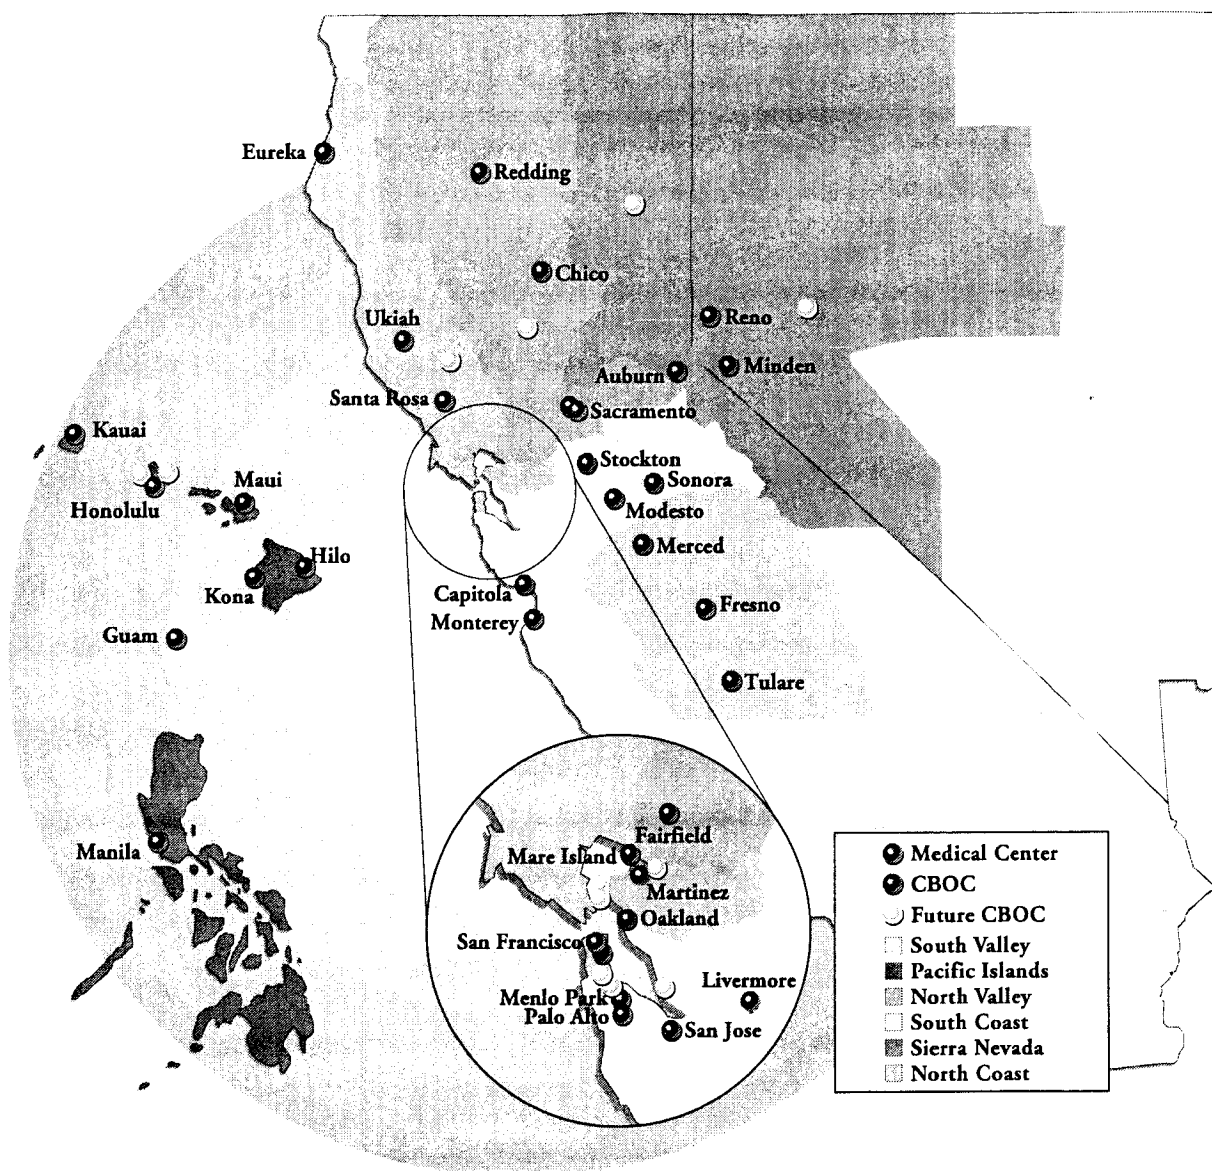 Eureka
Redding
Chico
Ukiah
Reno
Auburn
Minden
Santa Rosa
Sacramento
Kauai
Stockton
Sonora
Maui
Honolulu
Modesto
Merced
Hilo
Kona
Capitola
Fresno
Monterey
Guam
Tulare
Fairfield
Manila
Mare Island
Martinez
Oakland
San Francisco
Livermore
Menlo Park
Palo Alto
San Jose
Medical Center
CBOC
Future CBOC
South Valley
Pacific Islands
North Valley
South Coast
Sierra Nevada
North Coast